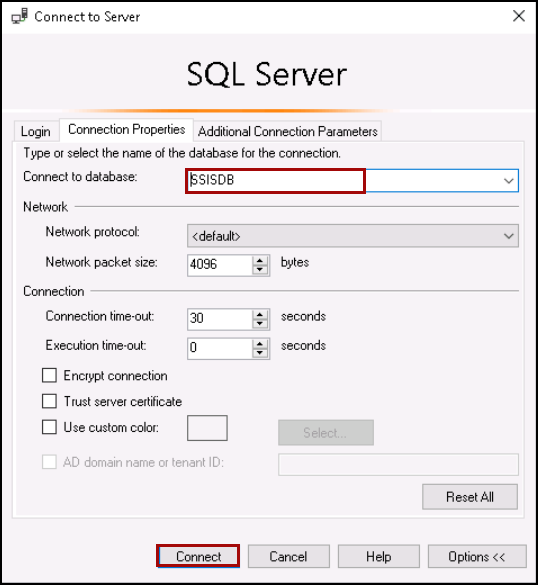 Connect to Server
SQL Server
Login Connection Properties Additional Connection Parameters
Type or select the name of the database for the connection.
Connect to database: SSISDB
Network
Network protocol: <default>
Network packet size: 4096 bytes
Connection
Connection time-out: 30 seconds
Execution time-out: 0 seconds
Encrypt connection
Trust server certificate
Use custom color: Select...
AD domain name or tenant ID:
Reset All
Connect Cancel Help Options <<